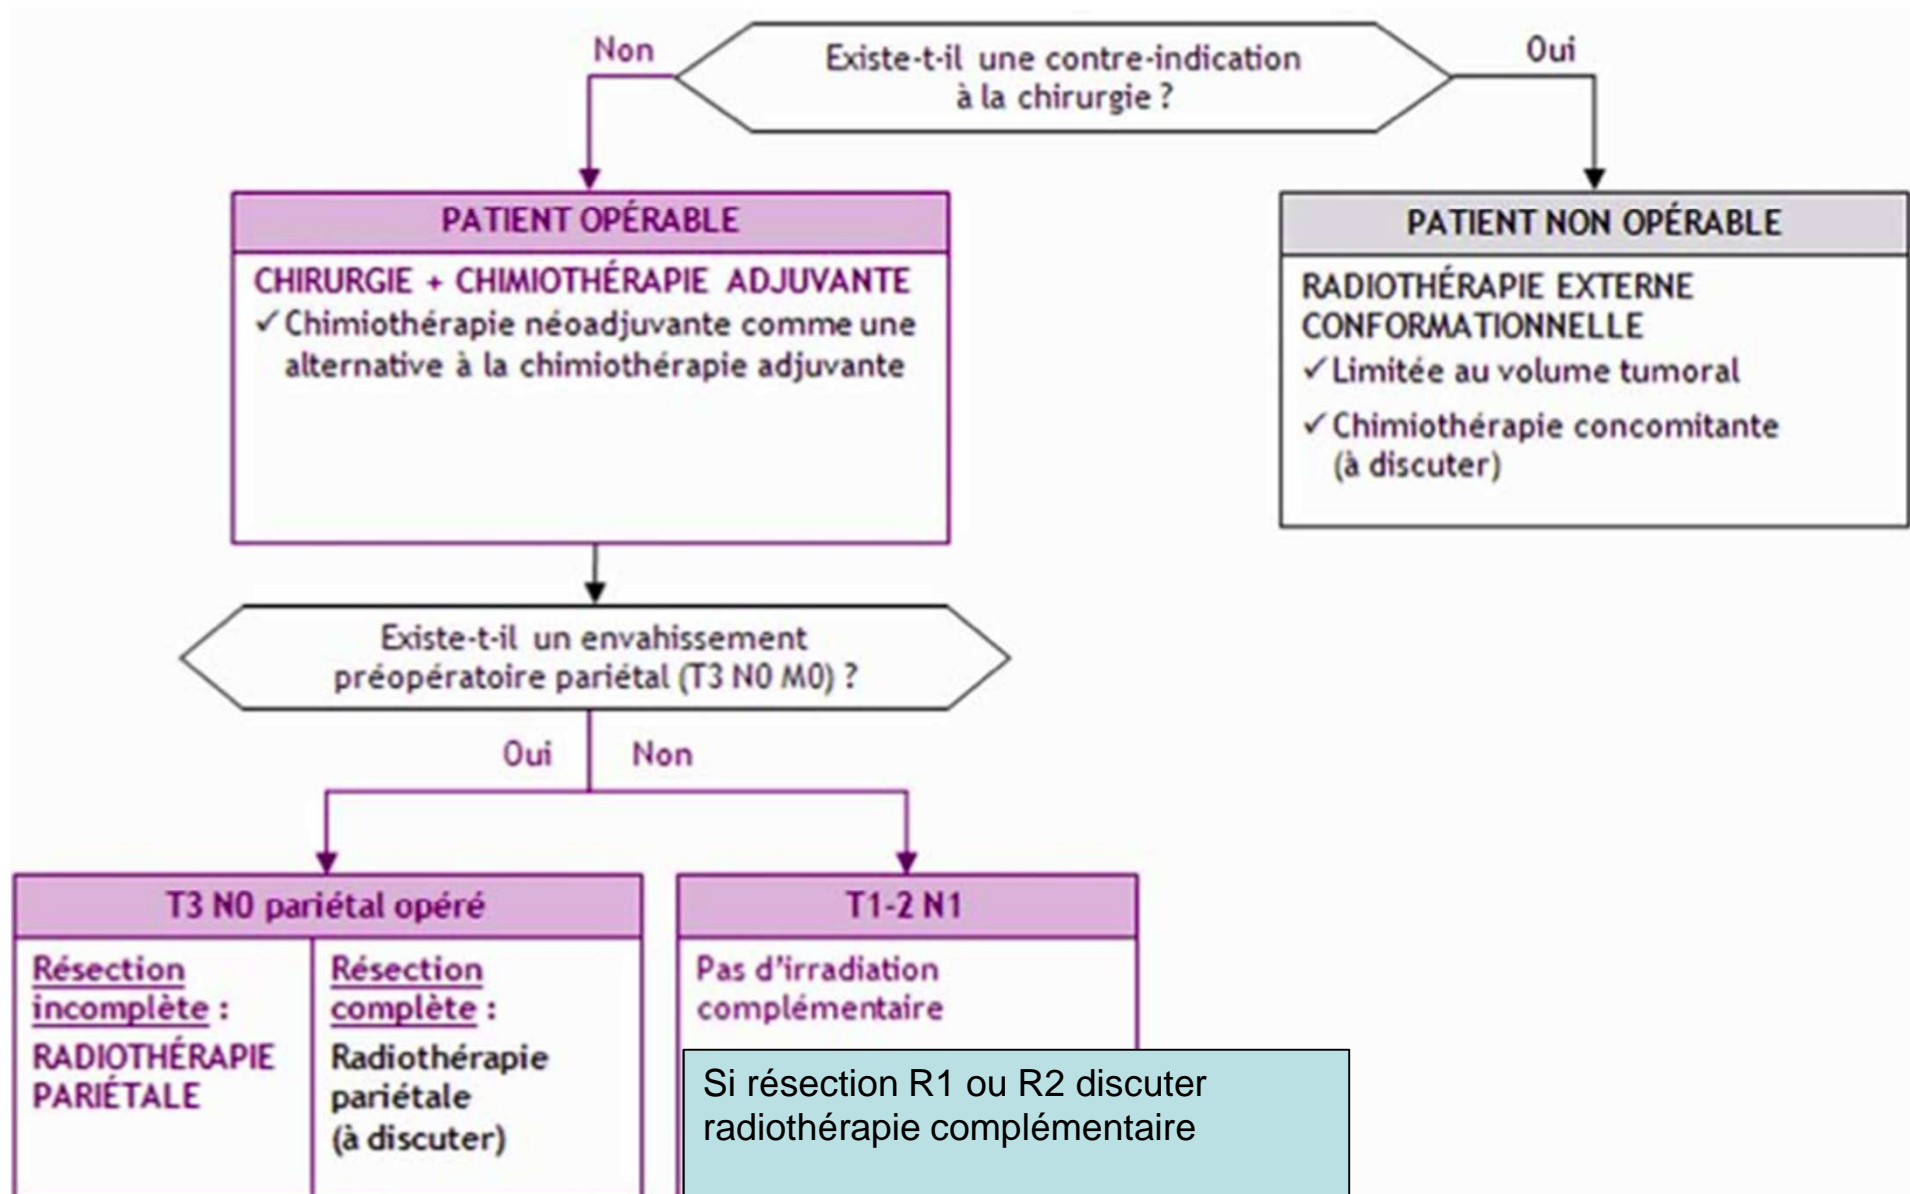 Non
Existe-t-il une contre-indication
à la chirurgie ?
Oui
PATIENT OPÉRABLE
CHIRURGIE + CHIMIOTHÉRAPIE ADJUVANTE
✓ Chimiothérapie néoadjuvante comme une
alternative à la chimiothérapie adjuvante
PATIENT NON OPÉRABLE
RADIOTHÉRAPIE EXTERNE
CONFORMATIONNELLE
✓ Limitée au volume tumoral
✓ Chimiothérapie concomitante
(à discuter)
Existe-t-il un envahissement
préopératoire pariétal (T3 N0 M0) ?
Oui
Non
T3 N0 pariétal opéré
Résection
incomplète :
RADIOTHÉRAPIE
PARIÉTALE
Résection
complète :
Radiothérapie
pariétale
(à discuter)
T1-2 N1
Pas d'irradiation
complémentaire
Si résection R1 ou R2 discuter
radiothérapie complémentaire